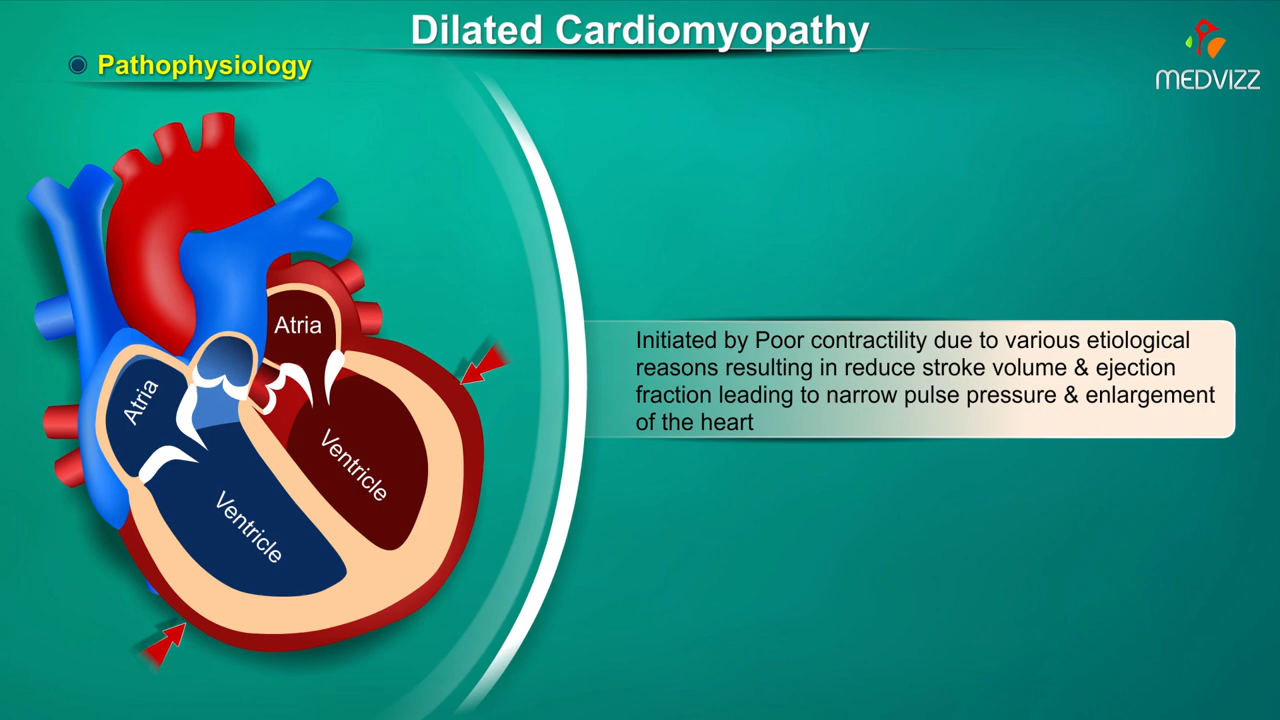 Dilated Cardiomyopathy
Pathophysiology
MEDVIZZ
Atria
Atria
Ventricle
Ventricle
Initiated by Poor contractility due to various etiological
reasons resulting in reduce stroke volume & ejection
fraction leading to narrow pulse pressure & enlargement
of the heart